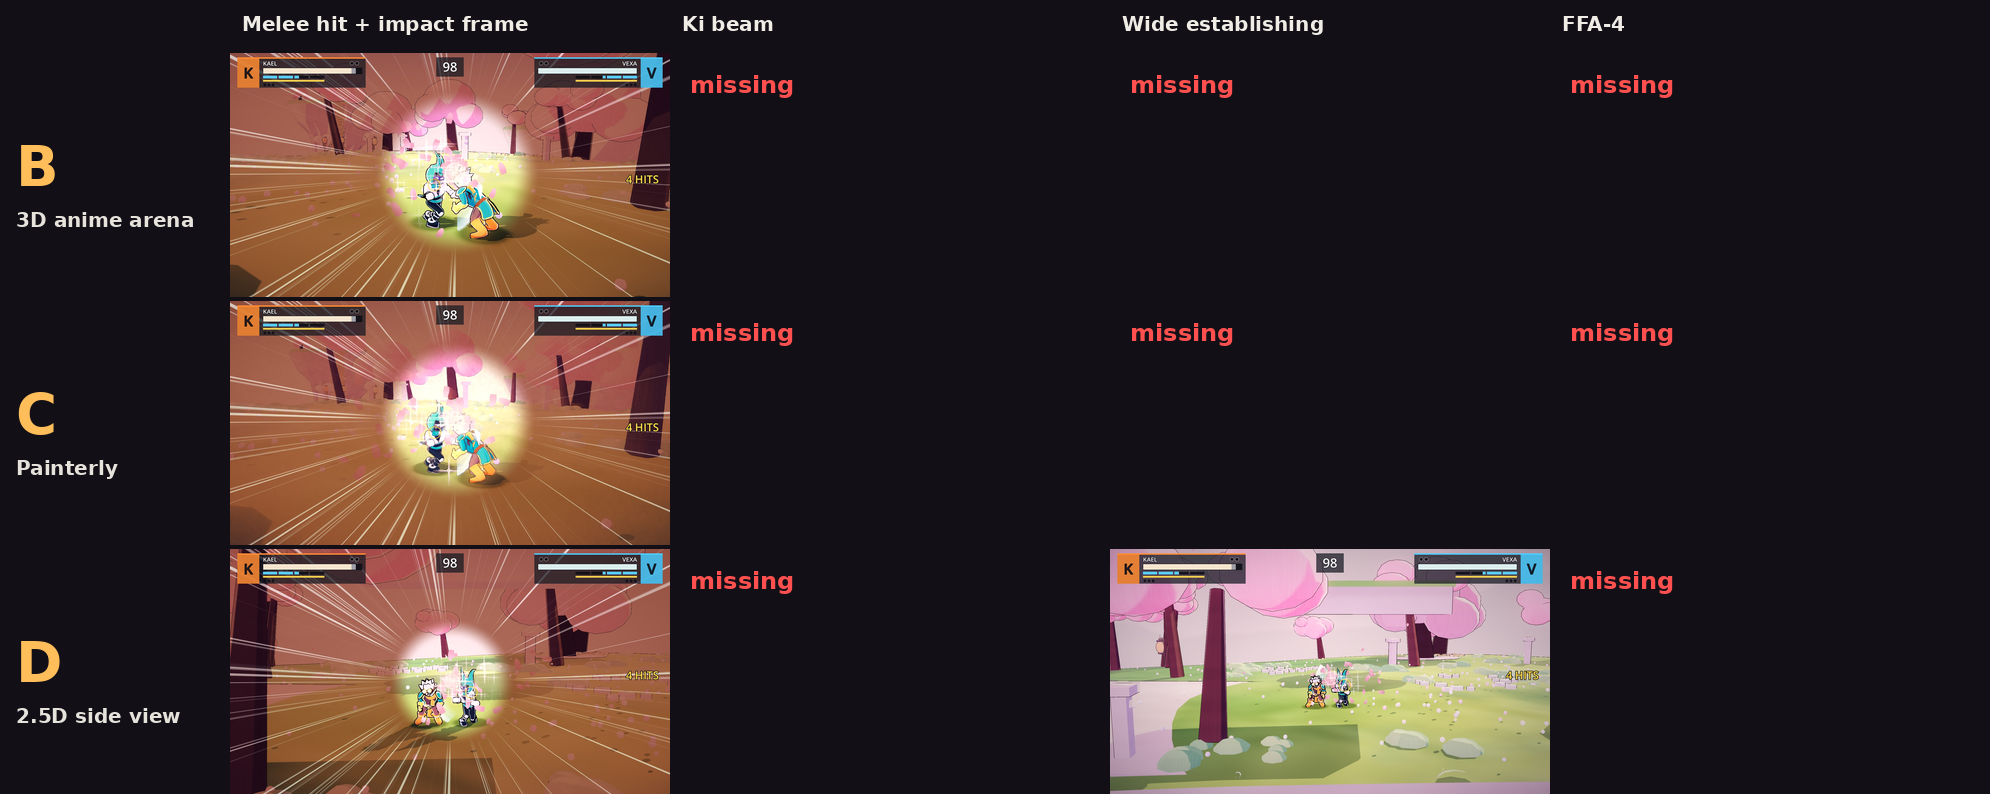 Melee hit + impact frame
Ki beam
Wide establishing
FFA-4
B
3D anime arena
K
KAEL
98
VEXA
V
4 HITS
missing
missing
missing
C
Painterly
K
KAEL
98
VEXA
V
4 HITS
missing
missing
missing
D
2.5D side view
K
KAEL
98
VEXA
V
4 HITS
missing
K
KAEL
98
VEXA
V
4 HITS
missing